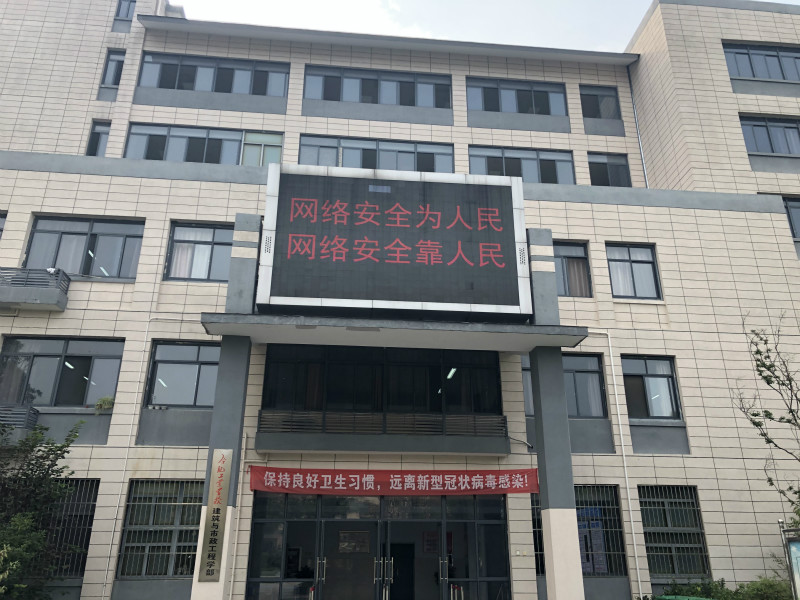 网络安全为人民
网络安全靠人民
保持良好卫生习惯，远离新型冠状病毒感染!
建筑与市政工程学部